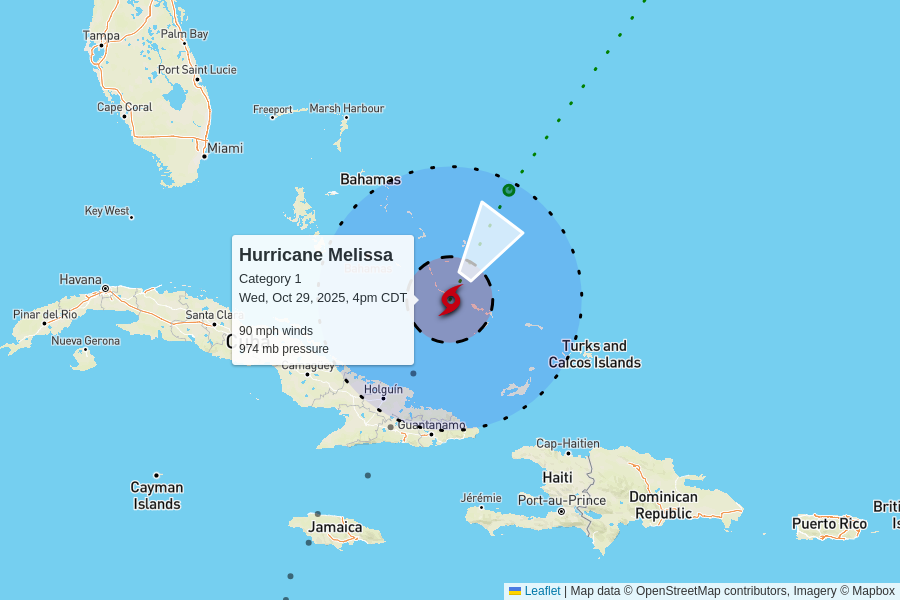 Tampa
Palm Bay
Port Saint Lucie
Cape Coral
Freeport
Marsh Harbour
Miami
Bahamas
Key West
Hurricane Melissa
Category 1
Wed, Oct 29, 2025, 4pm CDT
90 mph winds
974 mb pressure
Havana
Pinar del Rio
Santa Clara
Nueva Gerona
Cuba
Camagüey
Holguín
Guantanamo
Turks and
Caicos Islands
Cap-Haitien
Haiti
Jérémie
Port-au-Prince
Dominican
Republic
Puerto Rico
Cayman
Islands
Jamaica
Leaflet | Map data © OpenStreetMap contributors, Imagery © Mapbox